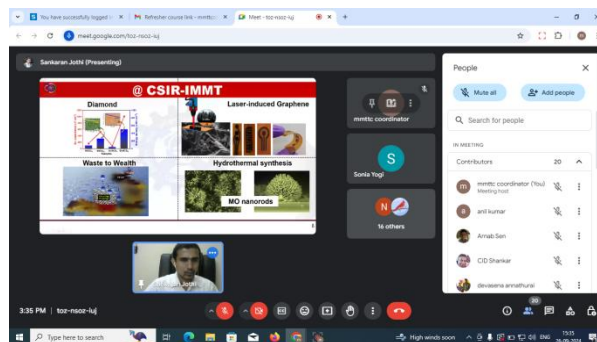 You have successfully logged
Refresher course link - mmttc
Meet - toz-nsoz-iuj
meet.google.com/toz-nsoz-iuj
Sankaran Jothi (Presenting)
@ CSIR-IMMT
Diamond
Laser-induced Graphene
Waste to Wealth
Hydrothermal synthesis
MO nanorods
mmttc coordinator
S
Sonia Yogi
N
16 others
People
Mute all
Add people
Search for people
IN MEETING
Contributors
20
mmttc coordinator (You)
Meeting host
anil kumar
Arnab Sen
CID Shankar
devasena annathurai
3:35 PM | toz-nsoz-iuj
20
Type here to search
High winds soon
ENG
15:35